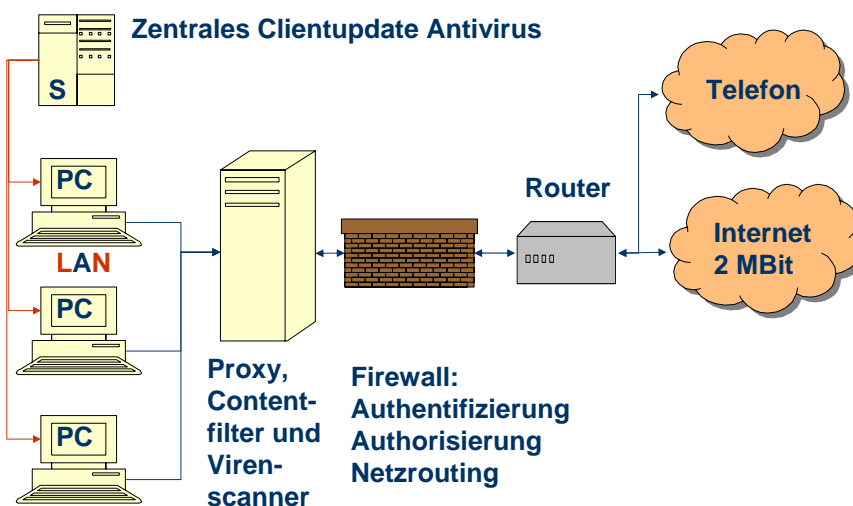 Zentrales Clientupdate Antivirus
S
Telefon
PC
Router
Internet
2 MBit
LAN
PC
Proxy,
Content-
filter und
Viren-
scanner
Firewall:
Authentifizierung
Authorisierung
Netzrouting
PC